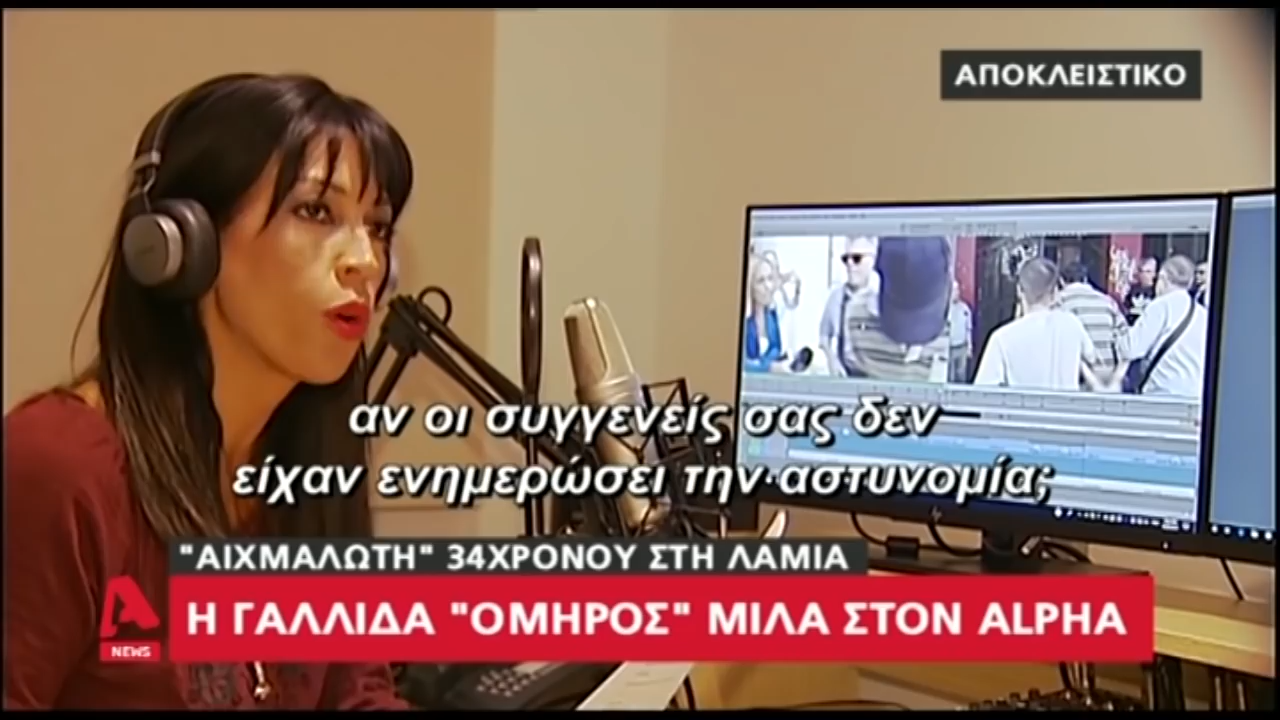 ΑΠΟΚΛΕΙΣΤΙΚΟ
αν οι συγγενείς σας δεν
είχαν ενημερώσει την αστυνομία;
"ΑΙΧΜΑΛΩΤΗ" 34ΧΡΟΝΟΥ ΣΤΗ ΛΑΜΙΑ
Η ΓΑΛΛΙΔΑ "ΟΜΗΡΟΣ" ΜΙΛΑ ΣΤΟΝ ALPHA
NEWS